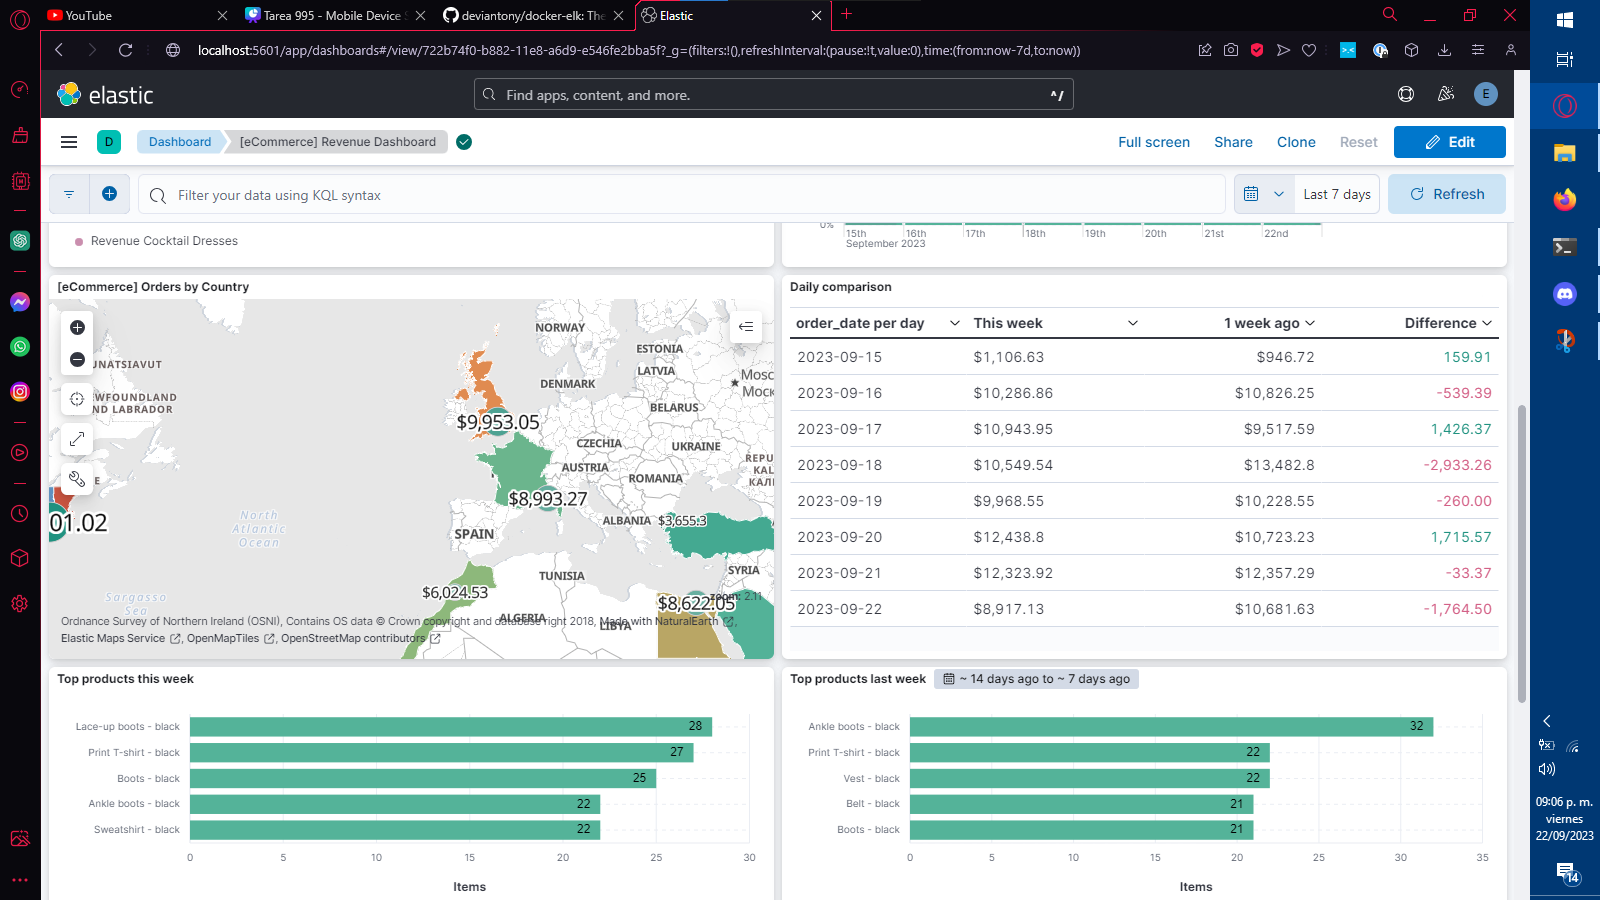 YouTube
Tarea 995 - Mobile Device S
deviantony/docker-elk: The
Elastic
localhost:5601/app/dashboards#/view/722b74f0-b882-11e8-a6d9-e546fe2bba5f?_g=(filters:!(),refreshInterval:(pause:!t,value:0),time:(from:now-7d,to:now))
elastic
Find apps, content, and more.
^/
E
D
Dashboard
[eCommerce] Revenue Dashboard
Full screen
Share
Clone
Reset
Edit
Filter your data using KQL syntax
Last 7 days
Refresh
Revenue Cocktail Dresses
0%
15th 16th 17th 18th 19th 20th 21st 22nd
September 2023
[eCommerce] Orders by Country
NORWAY
ESTONIA
LATVIA
DENMARK
Mosc
Моск
BELARUS
UNATSIAVUT
EWFOUNDLAND
ND LABRADOR
$9,953.05
CZECHIA
UKRAINE
AUSTRIA
ROMANIA
REPU
KAЛ
KAЗ
E
$8,993.27
01.02
North
Atlantic
Ocean
SPAIN
ALBANIA
$3,655.3
SYRIA
TUNISIA
$6,024.53
Sargasso
Sea
$8,622.05
zoom: 2.11
ALGERIA
LIBYA
Ordnance Survey of Northern Ireland (OSNI), Contains OS data © Crown copyright and database right 2018, Made with NaturalEarth ,
Elastic Maps Service , OpenMapTiles , OpenStreetMap contributors
Daily comparison
order_date per day This week 1 week ago Difference
2023-09-15 $1,106.63 $946.72 159.91
2023-09-16 $10,286.86 $10,826.25 -539.39
2023-09-17 $10,943.95 $9,517.59 1,426.37
2023-09-18 $10,549.54 $13,482.8 -2,933.26
2023-09-19 $9,968.55 $10,228.55 -260.00
2023-09-20 $12,438.8 $10,723.23 1,715.57
2023-09-21 $12,323.92 $12,357.29 -33.37
2023-09-22 $8,917.13 $10,681.63 -1,764.50
Top products this week
Lace-up boots - black 28
Print T-shirt - black 27
Boots - black 25
Ankle boots - black 22
Sweatshirt - black 22
0 5 10 15 20 25 30
Items
Top products last week
~ 14 days ago to ~ 7 days ago
Ankle boots - black 32
Print T-shirt - black 22
Vest - black 22
Belt - black 21
Boots - black 21
0 5 10 15 20 25 30 35
Items
09:06 p. m.
viernes
22/09/2023
14